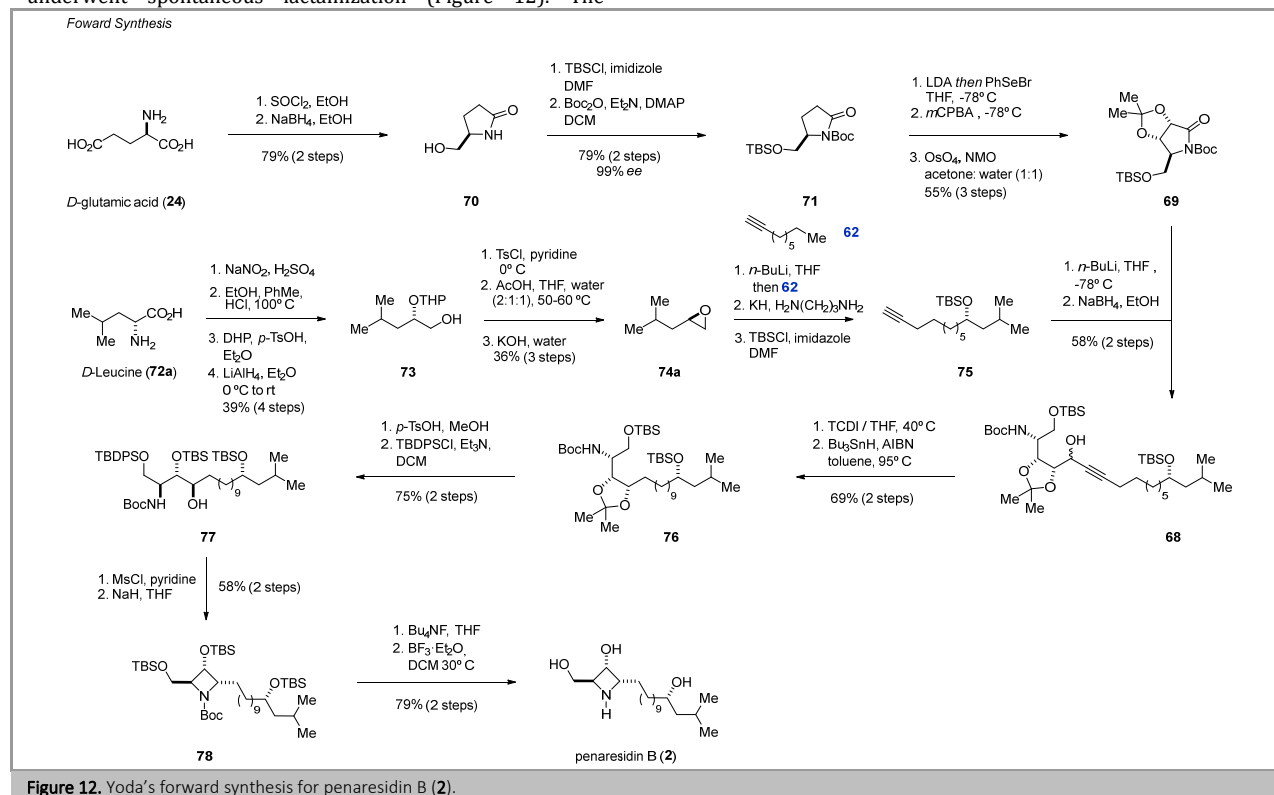 underwent spontaneous lactamization (Figure 12). The
Foward Synthesis
HO₂C
NH₂
CO₂H
D-glutamic acid (24)
1. SOCl₂, EtOH
2. NaBH₄, EtOH
79% (2 steps)
O
NH
HO
70
1. TBSCl, imidizole
DMF
2. Boc₂O, Et₂N, DMAP
DCM
79% (2 steps)
99% ee
O
NBoc
TBSO
71
1. LDA then PhSeBr
THF, -78º C
2. mCPBA , -78º C
3. OsO₄, NMO
acetone: water (1:1)
55% (3 steps)
Me
Me
O
O
O
NBoc
TBSO
69
5
Me
62
Me
CO₂H
Me
NH₂
D-Leucine (72a)
1. NaNO₂, H₂SO₄
2. EtOH, PhMe,
HCl, 100º C
3. DHP, p-TsOH,
Et₂O
4. LiAlH₄, Et₂O
0 ºC to rt
39% (4 steps)
OTHP
Me
OH
Me
73
1. TsCl, pyridine
0º C
2. AcOH, THF, water
(2:1:1), 50-60 ºC
3. KOH, water
36% (3 steps)
Me
O
Me
74a
1. n-BuLi, THF
then 62
2. KH, H₂N(CH₂)₃NH₂
3. TBSCl, imidazole
DMF
TBSO
Me
Me
5
75
1. n-BuLi, THF ,
-78º C
2. NaBH₄, EtOH
58% (2 steps)
OTBS
BocHN
OH
TBSO
Me
Me
O
O
Me
Me
5
68
1. TCDI / THF, 40º C
2. Bu₃SnH, AIBN
toluene, 95º C
69% (2 steps)
OTBS
BocHN
TBSO
Me
Me
O
O
9
Me
Me
76
1. p-TsOH, MeOH
2. TBDPSCl, Et₃N,
DCM
75% (2 steps)
TBDPSO
OTBS
TBSO
Me
Me
9
BocHN
OH
77
1. MsCl, pyridine
2. NaH, THF
58% (2 steps)
OTBS
TBSO
OTBS
9
Me
Me
N
Boc
78
1. Bu₄NF, THF
2. BF₃·Et₂O,
DCM 30º C
79% (2 steps)
OH
HO
OH
9
Me
Me
N
H
penaresidin B (2)
Figure 12. Yoda's forward synthesis for penaresidin B (2).